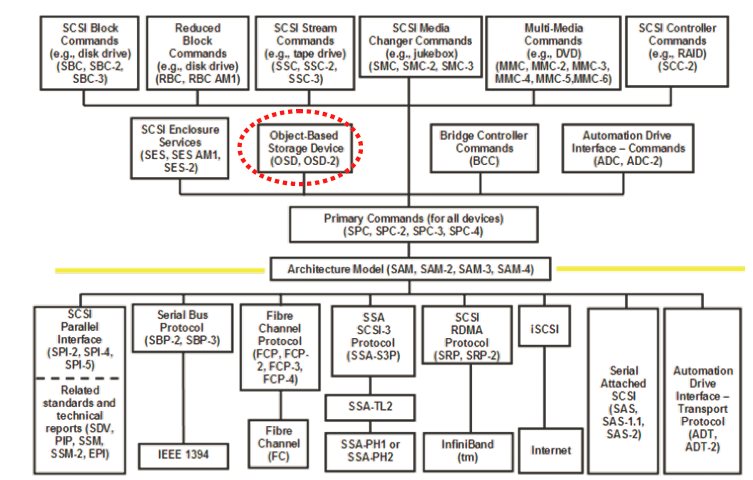 SCSI Block
Commands
(e.g., disk drive)
(SBC, SBC-2,
SBC-3)
Reduced
Block
Commands
(e.g., disk drive)
(RBC, RBC AM1)
SCSI Stream
Commands
(e.g., tape drive)
(SSC, SSC-2,
SSC-3)
SCSI Media
Changer Commands
(e.g., jukebox)
(SMC, SMC-2, SMC-3
Multi-Media
Commands
(e.g., DVD)
(MMC, MMC-2, MMC-3,
MMC-4, MMC-5,MMC-6)
SCSI Controller
Commands
(e.g., RAID)
(SCC-2)
SCSI Enclosure
Services
(SES, SES AM1,
SES-2)
Object-Based
Storage Device
(OSD, OSD-2)
Bridge Controller
Commands
(BCC)
Automation Drive
Interface – Commands
(ADC, ADC-2)
Primary Commands (for all devices)
(SPC, SPC-2, SPC-3, SPC-4)
Architecture Model (SAM, SAM-2, SAM-3, SAM-4)
SCSI
Parallel
Interface
(SPI-2, SPI-4,
SPI-5)
Related
standards and
technical
reports (SDV,
PIP, SSM,
SSM-2, EPI)
Serial Bus
Protocol
(SBP-2, SBP-3)
IEEE 1394
Fibre
Channel
Protocol
(FCP, FCP-
2, FCP-3,
FCP-4)
Fibre
Channel
(FC)
SSA
SCSI-3
Protocol
(SSA-S3P)
SSA-TL2
SSA-PH1 or
SSA-PH2
SCSI
RDMA
Protocol
(SRP, SRP-2)
InfiniBand
(tm)
iSCSI
Internet
Serial
Attached
SCSI
(SAS,
SAS-1.1,
SAS-2)
Automation
Drive
Interface –
Transport
Protocol
(ADT,
ADT-2)